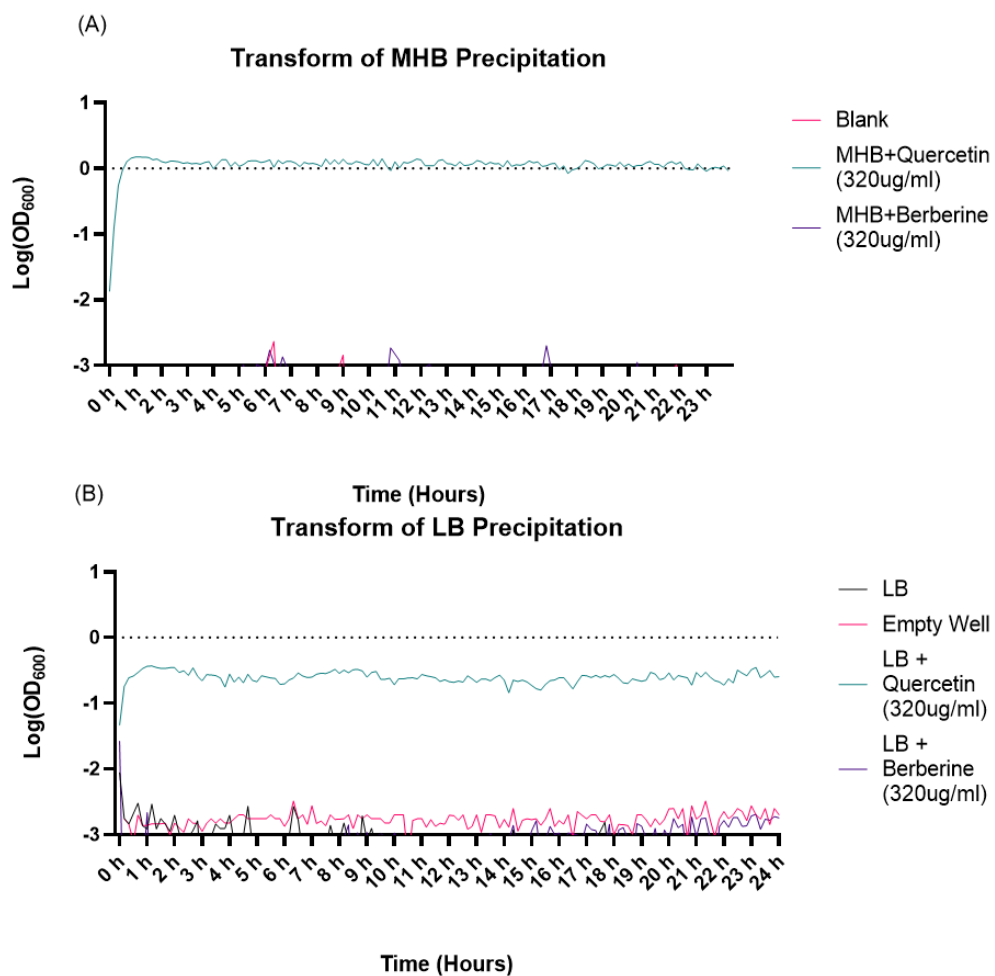 (A)
Transform of MHB Precipitation
Log(OD600)
1
0
-1
-2
-3
0 h
1 h
2 h
3 h
4 h
5 h
6 h
7 h
8 h
9 h
10 h
11 h
12 h
13 h
14 h
15 h
16 h
17 h
18 h
19 h
20 h
21 h
22 h
23 h
Time (Hours)
Blank
MHB+Quercetin
(320ug/ml)
MHB+Berberine
(320ug/ml)
(B)
Transform of LB Precipitation
Log(OD600)
1
0
-1
-2
-3
0 h
1 h
2 h
3 h
4 h
5 h
6 h
7 h
8 h
9 h
10 h
11 h
12 h
13 h
14 h
15 h
16 h
17 h
18 h
19 h
20 h
21 h
22 h
23 h
24 h
Time (Hours)
LB
Empty Well
LB +
Quercetin
(320ug/ml)
LB +
Berberine
(320ug/ml)